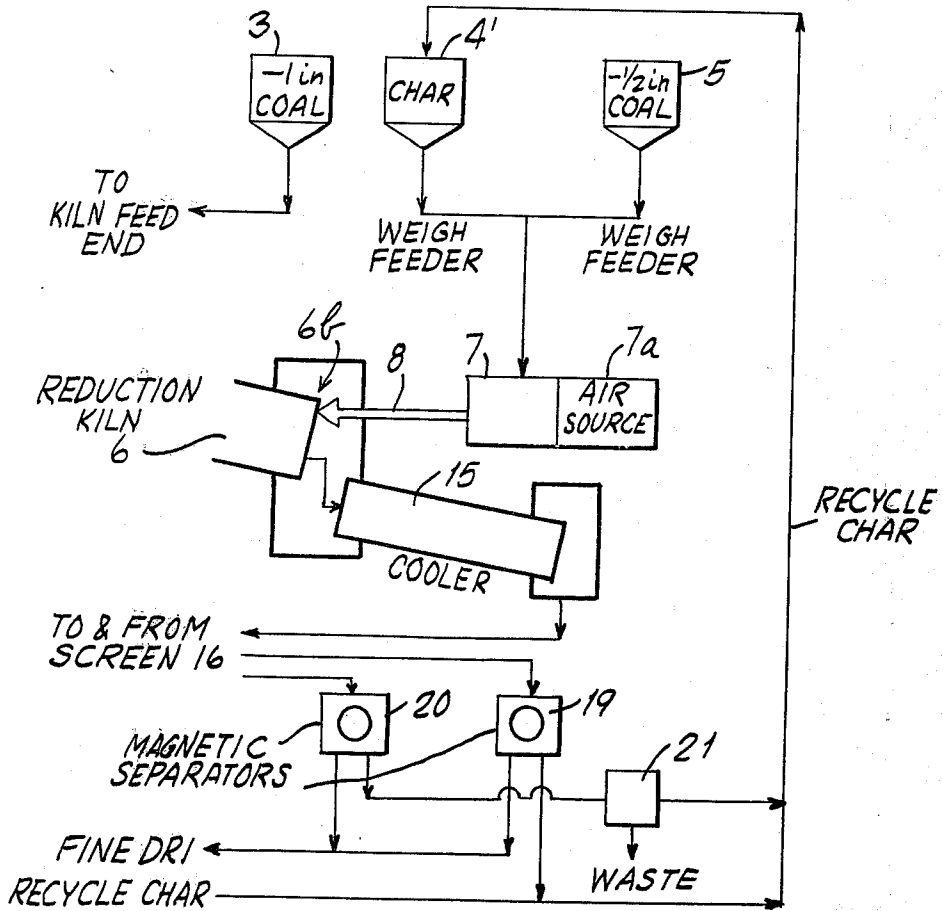 3
-1 in
COAL
4'
CHAR
-1/2 in
COAL
5
TO
KILN FEED
END
WEIGH
FEEDER
WEIGH
FEEDER
6b
REDUCTION
KILN
6
8
7
7a
AIR
SOURCE
15
COOLER
RECYCLE
CHAR
TO & FROM
SCREEN 16
20
19
MAGNETIC
SEPARATORS
21
FINE DRI
WASTE
RECYCLE CHAR